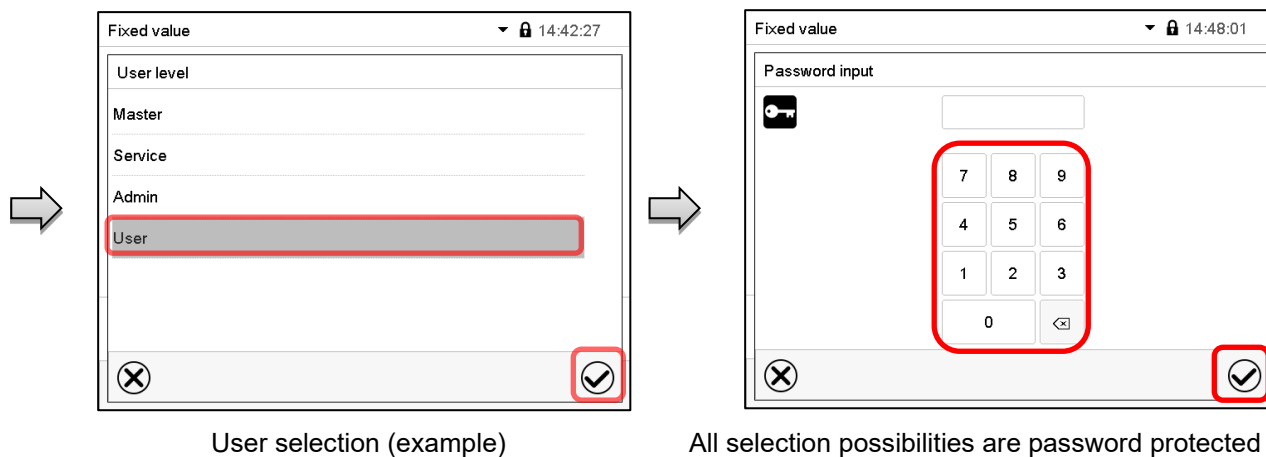 Fixed value 14:42:27
User level
Master
Service
Admin
User
User selection (example)
Fixed value 14:48:01
Password input
7 8 9
4 5 6
1 2 3
0
All selection possibilities are password protected